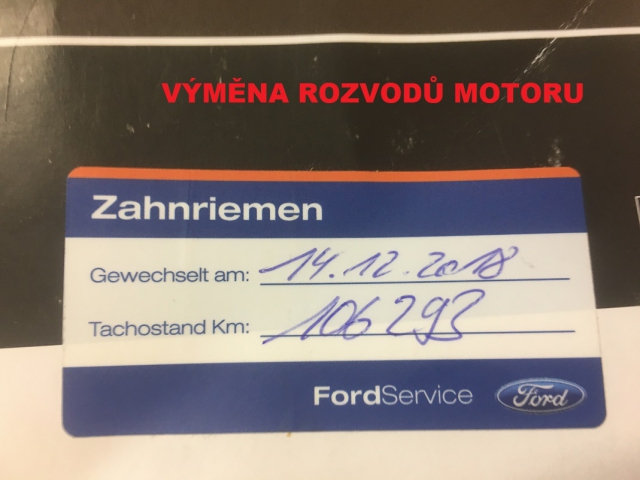 VÝMĚNA ROZVODŮ MOTORU
Zahnriemen
Gewechselt am: 14.12.2018
Tachostand Km: 106293
FordService Ford